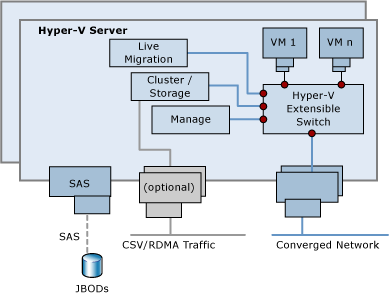 Hyper-V Server
Live
Migration
VM 1
VM n
Cluster /
Storage
Hyper-V
Extensible
Switch
Manage
SAS
(optional)
SAS
CSV/RDMA Traffic
Converged Network
JBODs